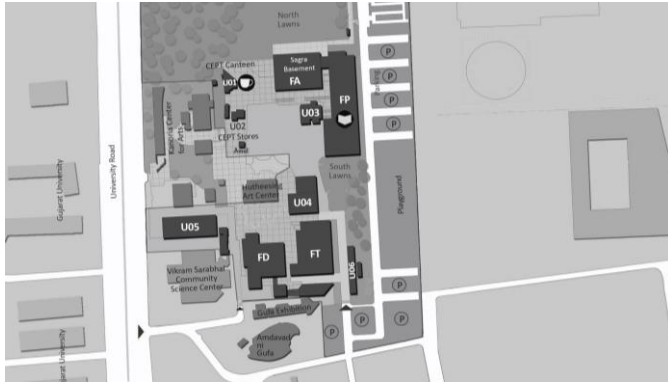 North
Lawns
CEPT Canteen
U01
Sagra
Basement
FA
FP
U02
CEPT Stores
U03
Kanoria Center
for Arts
University Road
Gujarat University
Parking
P
P
P
P
South
Lawns
Hutheesing
Art Center
U04
Playground
U05
FD
FT
U06
Vikram Sarabhai
Community
Science Center
P
Gufa Exhibition
P
P
P
Amdavad
ni
Gufa
Gujarat University